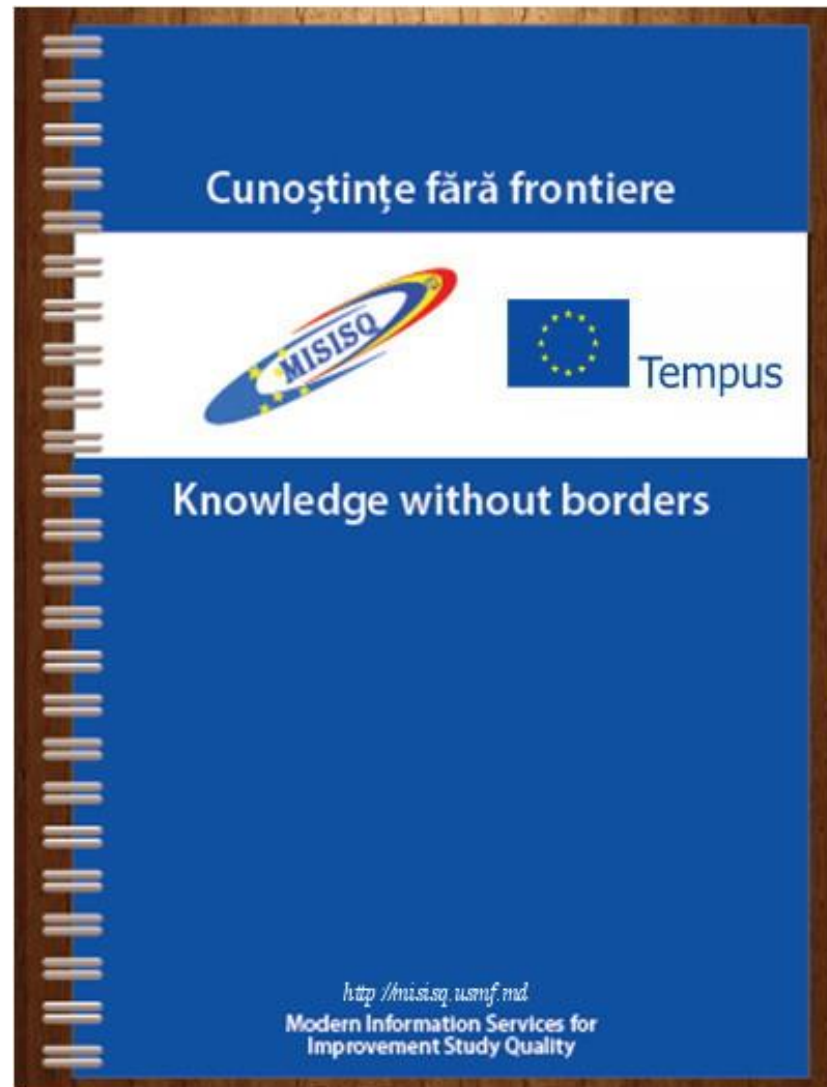 Cunoștințe fără frontiere
MISISQ
Tempus
Knowledge without borders
http //misisq.usmf.md
Modern Information Services for
Improvement Study Quality